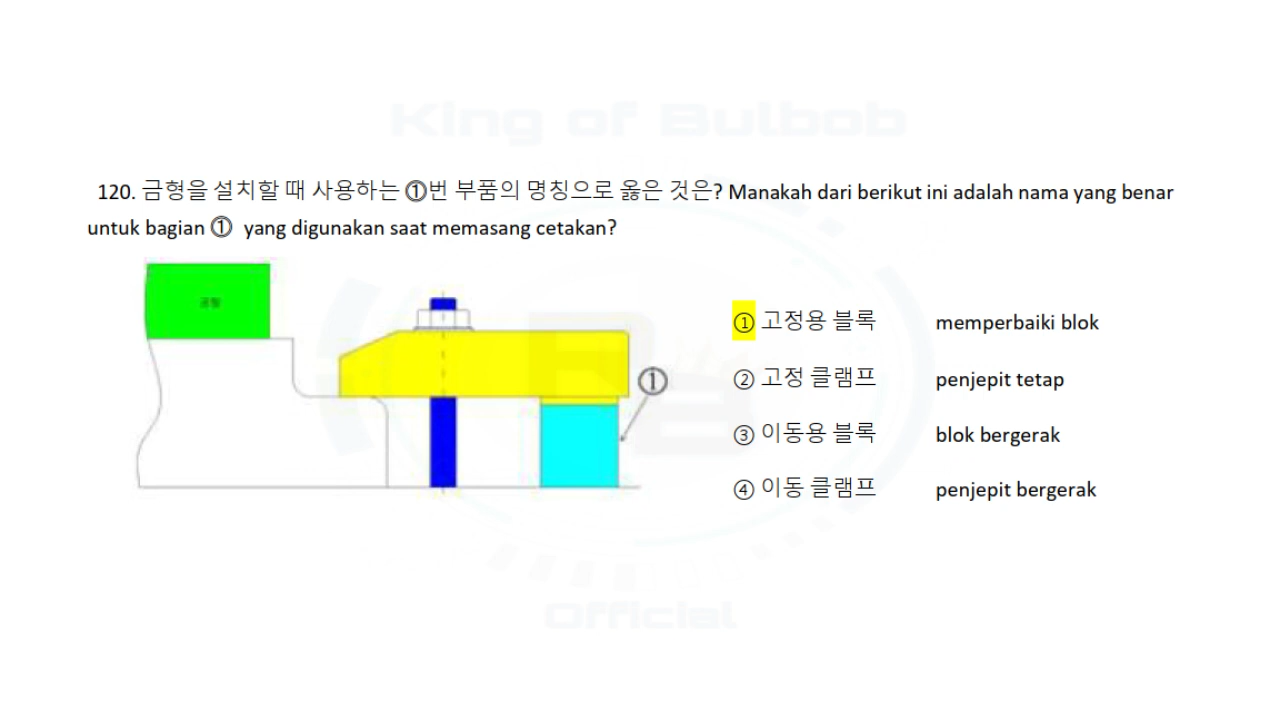 King of Bulbob
120. 금형을 설치할 때 사용하는 ①번 부품의 명칭으로 옳은 것은? Manakah dari berikut ini adalah nama yang benar
untuk bagian ① yang digunakan saat memasang cetakan?
금형
①
① 고정용 블록 memperbaiki blok
② 고정 클램프 penjepit tetap
③ 이동용 블록 blok bergerak
④ 이동 클램프 penjepit bergerak
Official